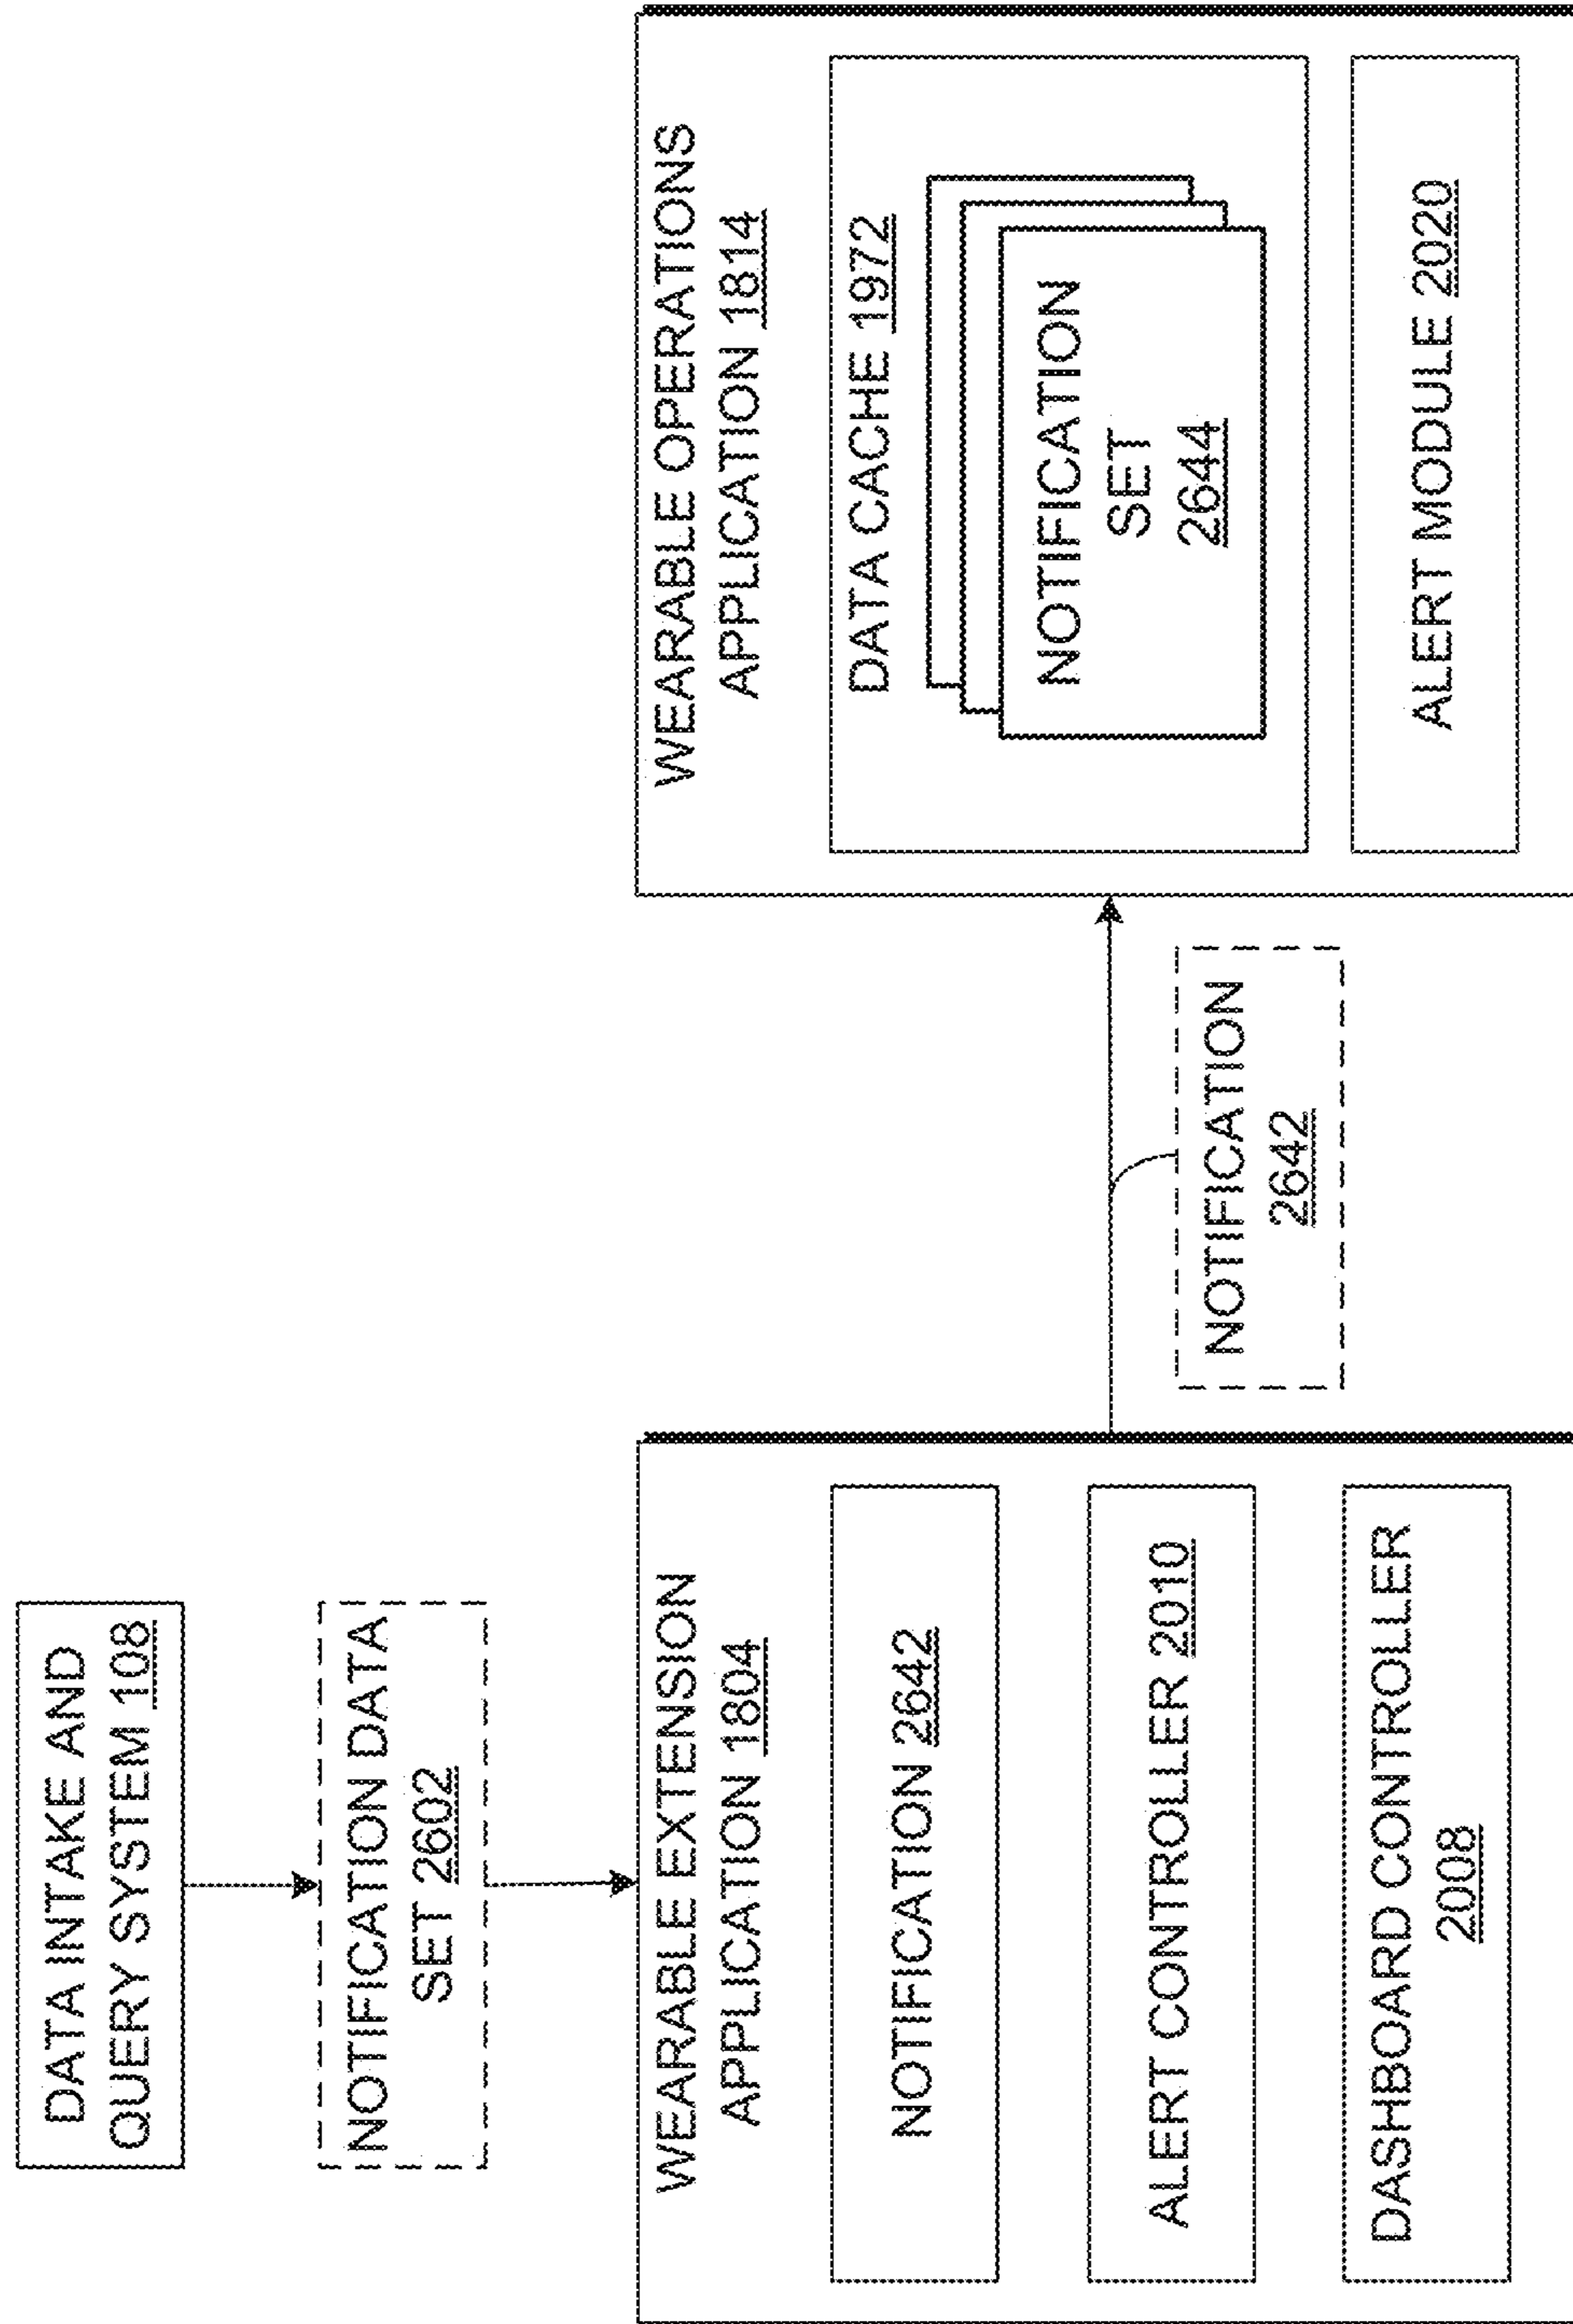 DATA INTAKE AND
QUERY SYSTEM 108
NOTIFICATION DATA
SET 2602
WEARABLE EXTENSION
APPLICATION 1804
NOTIFICATION 2642
ALERT CONTROLLER 2010
DASHBOARD CONTROLLER
2008
NOTIFICATION
2642
WEARABLE OPERATIONS
APPLICATION 1814
DATA CACHE 1972
NOTIFICATION
SET
2644
ALERT MODULE 2020